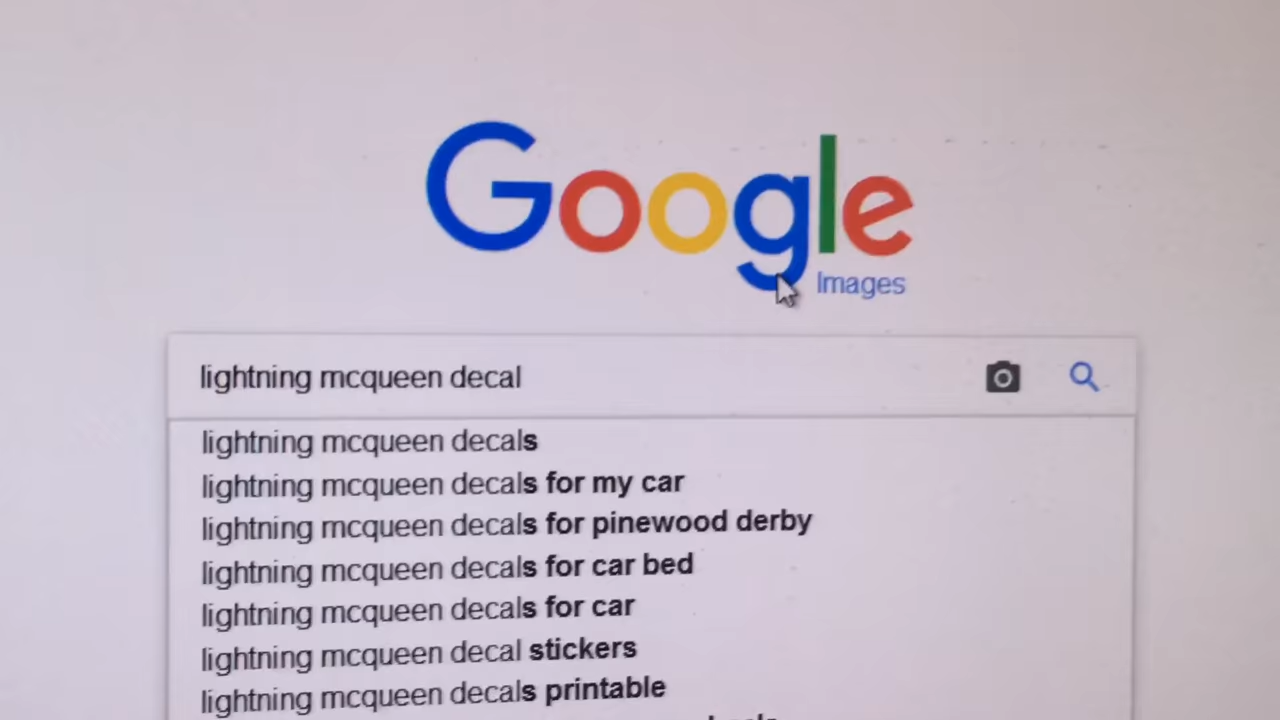 Google
Images
lightning mcqueen decal
lightning mcqueen decals
lightning mcqueen decals for my car
lightning mcqueen decals for pinewood derby
lightning mcqueen decals for car bed
lightning mcqueen decals for car
lightning mcqueen decal stickers
lightning mcqueen decals printable